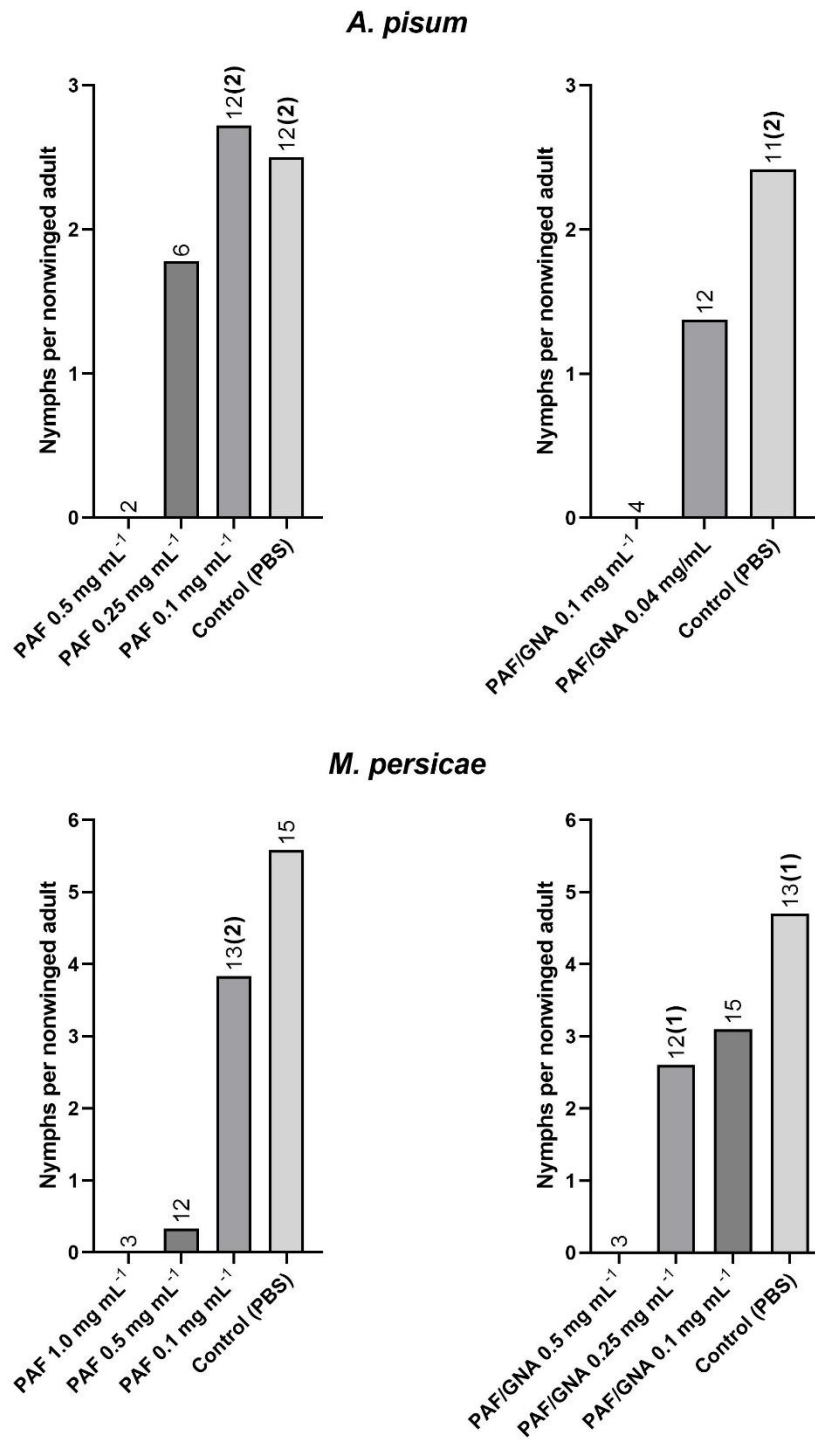 A. pisum
Nymphs per nonwinged adult
3
2
1
0
2
6
12(2)
12(2)
PAF 0.5 mg mL-1
PAF 0.25 mg mL-1
PAF 0.1 mg mL-1
Control (PBS)
Nymphs per nonwinged adult
3
2
1
0
4
12
11(2)
PAF/GNA 0.1 mg mL-1
PAF/GNA 0.04 mg/mL
Control (PBS)
M. persicae
Nymphs per nonwinged adult
6
5
4
3
2
1
0
3
12
13(2)
15
PAF 1.0 mg mL-1
PAF 0.5 mg mL-1
PAF 0.1 mg mL-1
Control (PBS)
Nymphs per nonwinged adult
6
5
4
3
2
1
0
3
12(1)
15
13(1)
PAF/GNA 0.5 mg mL-1
PAF/GNA 0.25 mg mL-1
PAF/GNA 0.1 mg mL-1
Control (PBS)